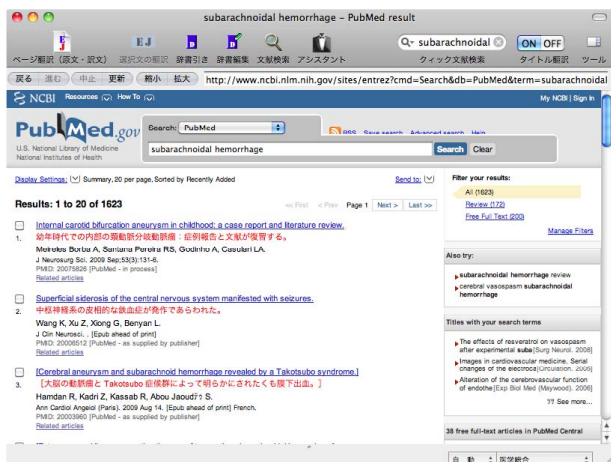 subarachnoidal hemorrhage – PubMed result
ページ翻訳（原文・訳文） 選択文の翻訳 辞書引き 辞書編集 文献検索 アシスタント クィック文献検索 タイトル翻訳 ツール
subarachnoidal
ON OFF
戻る 進む 中止 更新 縮小 拡大 http://www.ncbi.nlm.nih.gov/sites/entrez?cmd=Search&db=PubMed&term=subarachnoidal
NCBI Resources How To My NCBI | Sign In
PubMed.gov
U.S. National Library of Medicine
National Institutes of Health
Search: PubMed
RSS Save search Advanced search Help
subarachnoidal hemorrhage
Search Clear
Display Settings: Summary, 20 per page, Sorted by Recently Added Send to:
Results: 1 to 20 of 1623
<< First < Prev Page 1 Next > Last >>
Internal carotid bifurcation aneurysm in childhood: a case report and literature review.
1. 幼年時代での内部の頸動脈分岐動脈瘤：症例報告と文献が復習する。
Meireles Borba A, Santana Pereira RS, Godinho A, Casulari LA.
J Neurosurg Sci. 2009 Sep;53(3):131-6.
PMID: 20075826 [PubMed - in process]
Related articles
Superficial siderosis of the central nervous system manifested with seizures.
2. 中枢神経系の皮相的な鉄血症が発作であらわれた。
Wang K, Xu Z, Xiong G, Benyan L.
J Clin Neurosci. . [Epub ahead of print]
PMID: 20006512 [PubMed - as supplied by publisher]
Related articles
[Cerebral aneurysm and subarachnoid hemorrhage revealed by a Takotsubo syndrome.]
3. ［大脳の動脈瘤と Takotsubo 症候群によって明らかにされたくも膜下出血。］
Hamdan R, Kadri Z, Kassab R, Abou Jaoud?? S.
Ann Cardiol Angeiol (Paris). 2009 Aug 14. [Epub ahead of print] French.
PMID: 20003960 [PubMed - as supplied by publisher]
Related articles
Filter your results:
All (1623)
Review (172)
Free Full Text (200)
Manage Filters
Also try:
subarachnoidal hemorrhage review
cerebral vasospasm subarachnoidal
hemorrhage
Titles with your search terms
The effects of resveratrol on vasospasm
after experimental suba[Surg Neurol. 2008]
Images in cardiovascular medicine. Serial
changes of the electroca[Circulation. 2005]
Alteration of the cerebrovascular function
of endothe[Exp Biol Med (Maywood). 2006]
?? See more...
38 free full-text articles in PubMed Central
自 動 医学総合